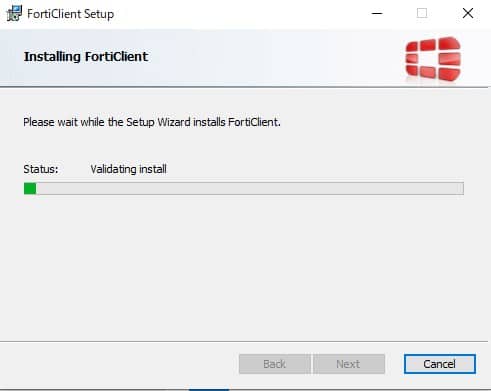 FortiClient Setup
Installing FortiClient
Please wait while the Setup Wizard installs FortiClient.
Status: Validating install
Back Next Cancel